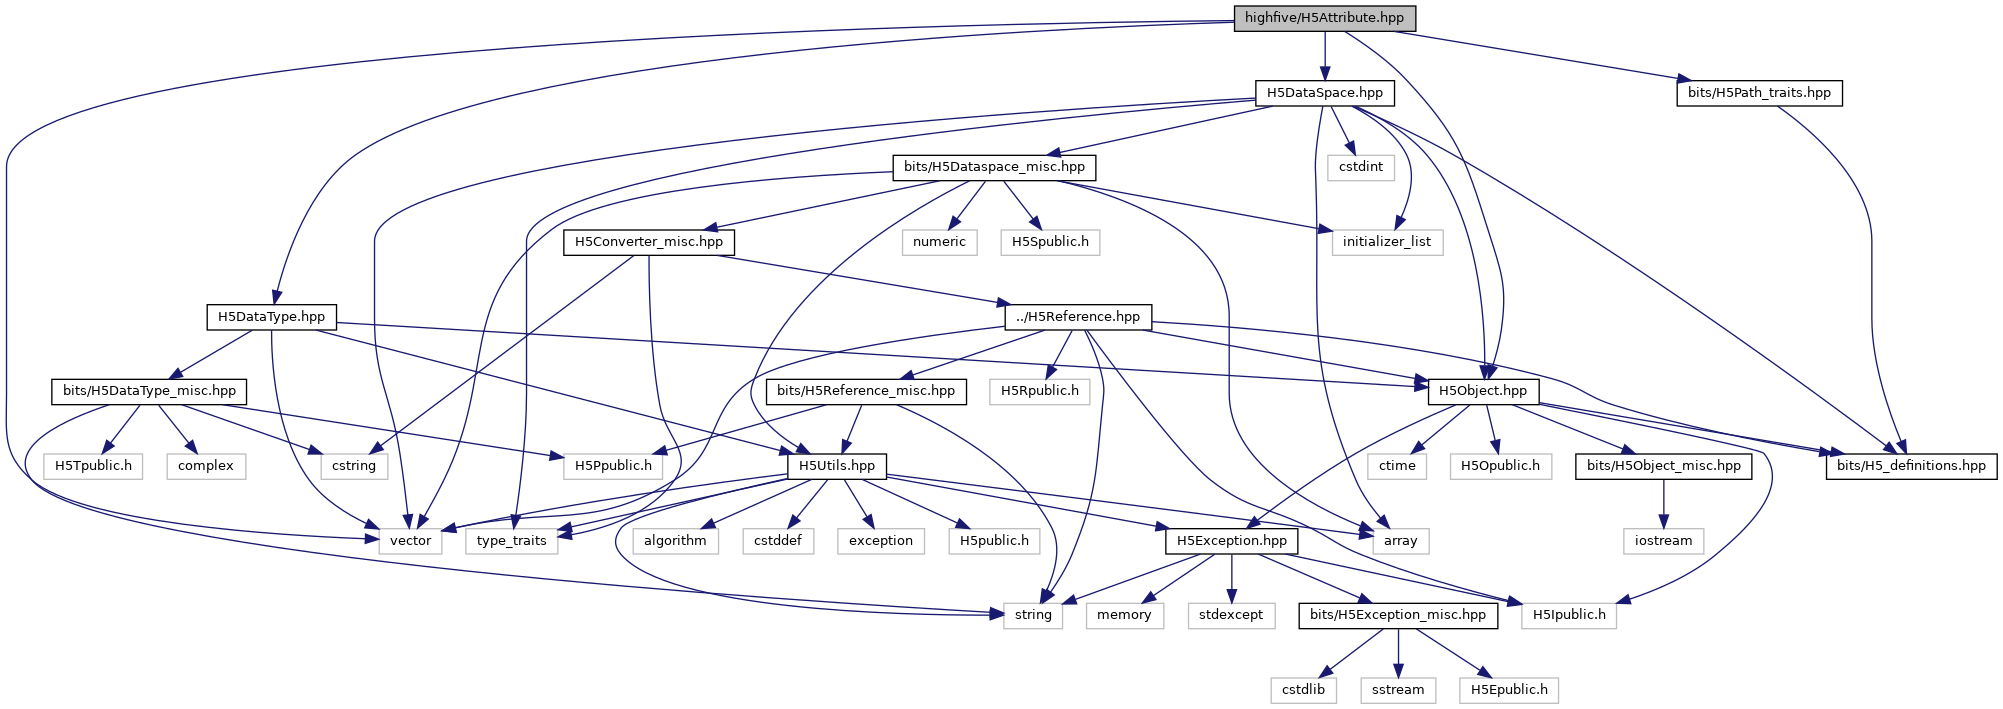 highfive/H5Attribute.hpp
H5DataSpace.hpp
bits/H5Path_traits.hpp
bits/H5Dataspace_misc.hpp
cstdint
H5Converter_misc.hpp
numeric
H5Spublic.h
initializer_list
H5DataType.hpp
../H5Reference.hpp
bits/H5DataType_misc.hpp
bits/H5Reference_misc.hpp
H5Rpublic.h
H5Object.hpp
H5Tpublic.h
complex
cstring
H5Ppublic.h
H5Utils.hpp
ctime
H5Opublic.h
bits/H5Object_misc.hpp
bits/H5_definitions.hpp
vector
type_traits
algorithm
cstddef
exception
H5public.h
H5Exception.hpp
array
iostream
string
memory
stdexcept
bits/H5Exception_misc.hpp
H5Ipublic.h
cstdlib
sstream
H5Epublic.h